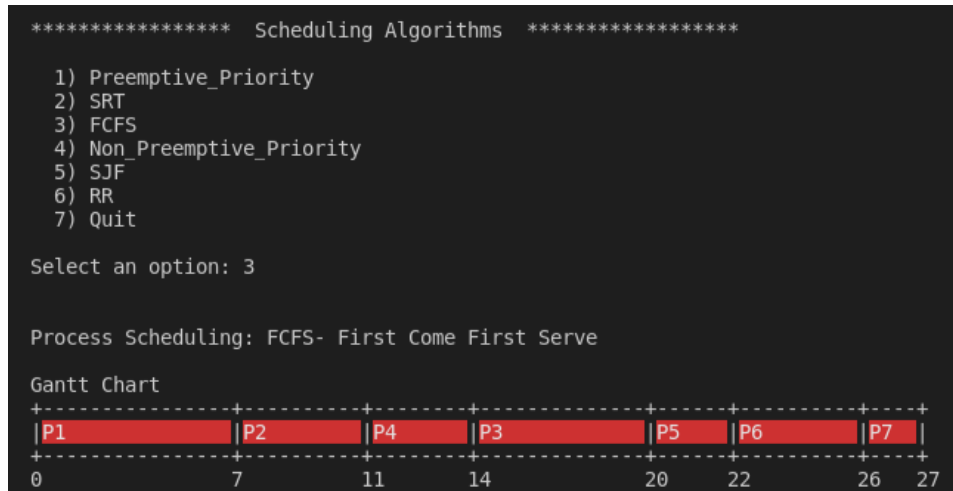 *****************  Scheduling Algorithms  ******************
1) Preemptive_Priority
2) SRT
3) FCFS
4) Non_Preemptive_Priority
5) SJF
6) RR
7) Quit
Select an option: 3
Process Scheduling: FCFS- First Come First Serve
Gantt Chart
+----------------+----------+--------+--------------+------+----------+----+
|P1              |P2        |P4      |P3            |P5    |P6        |P7  |
+----------------+----------+--------+--------------+------+----------+----+
0                7          11       14             20     22         26   27